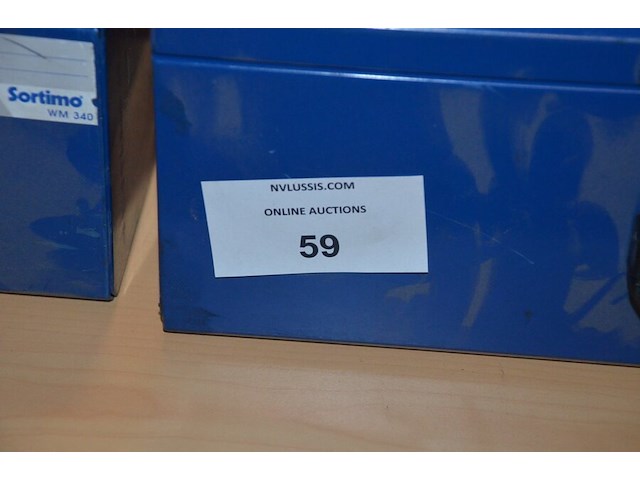 Sortimo
WM 340
NVLUSSIS.COM
ONLINE AUCTIONS
59